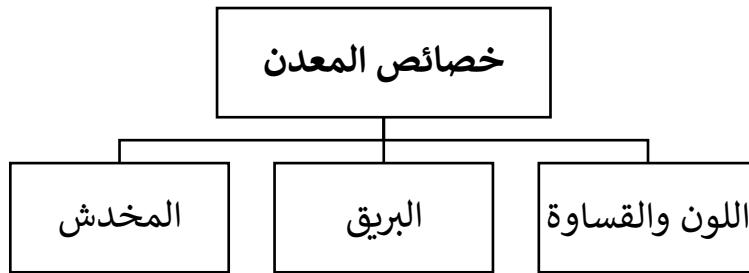 خصائص المعدن
اللون والقساوة
البريق
المخدش